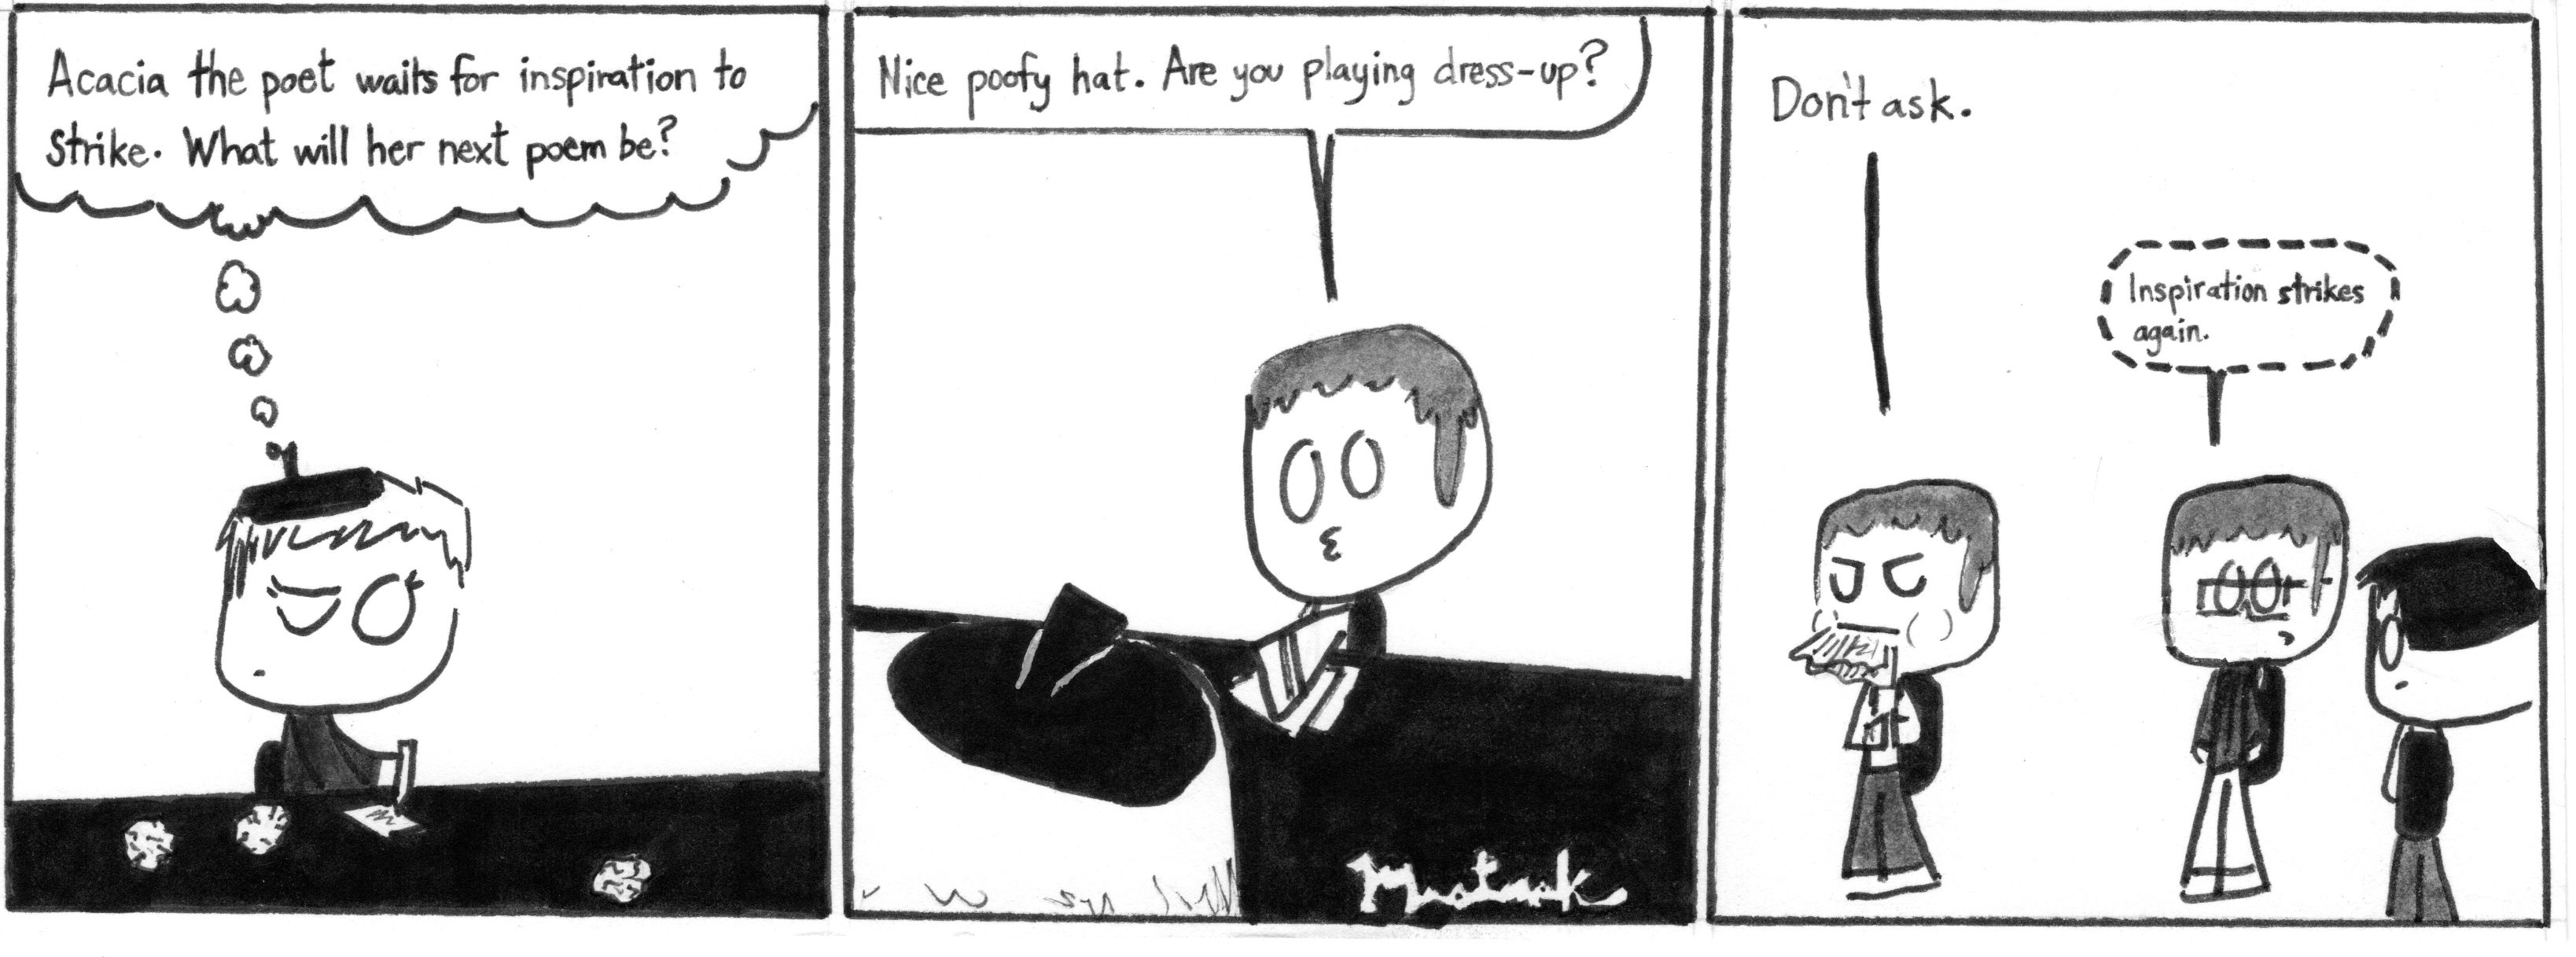 Acacia the poet waits for inspiration to
strike. What will her next poem be?
Nice poofy hat. Are you playing dress-up?
Don't ask.
Inspiration strikes
again.